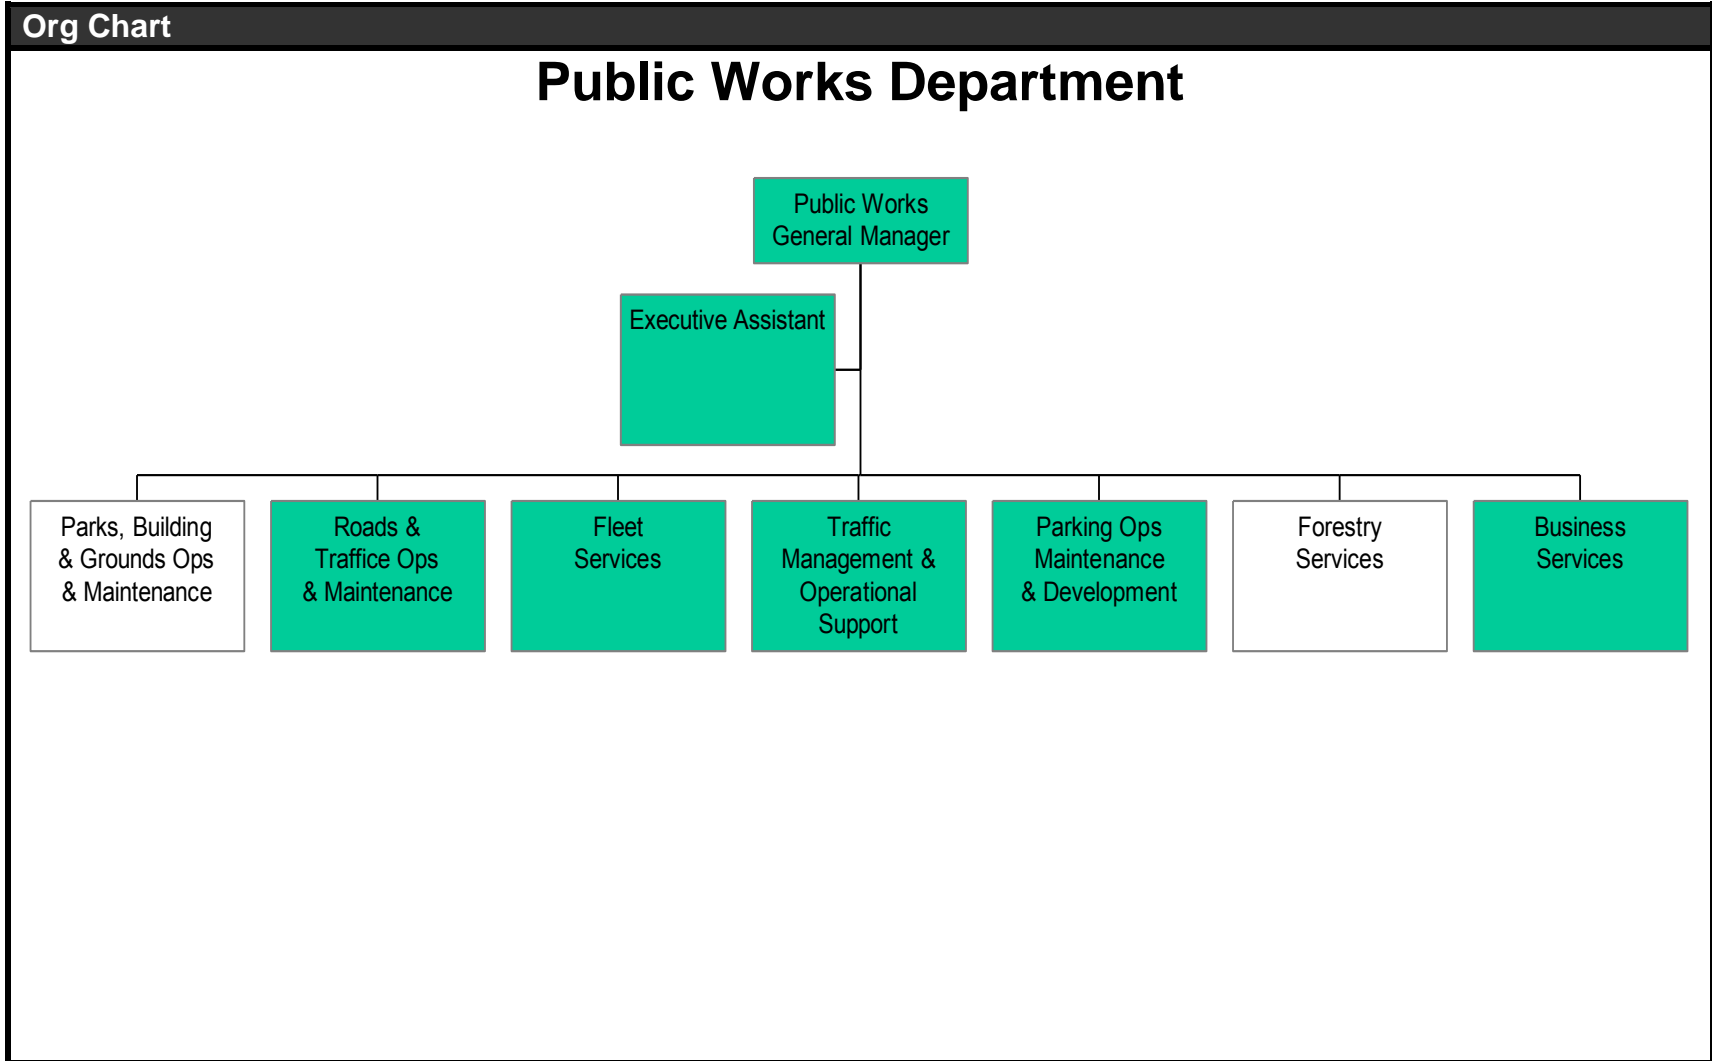 Org Chart
Public Works Department
Public Works
General Manager
Executive Assistant
Parks, Building
& Grounds Ops
& Maintenance
Roads &
Traffice Ops
& Maintenance
Fleet
Services
Traffic
Management &
Operational
Support
Parking Ops
Maintenance
& Development
Forestry
Services
Business
Services